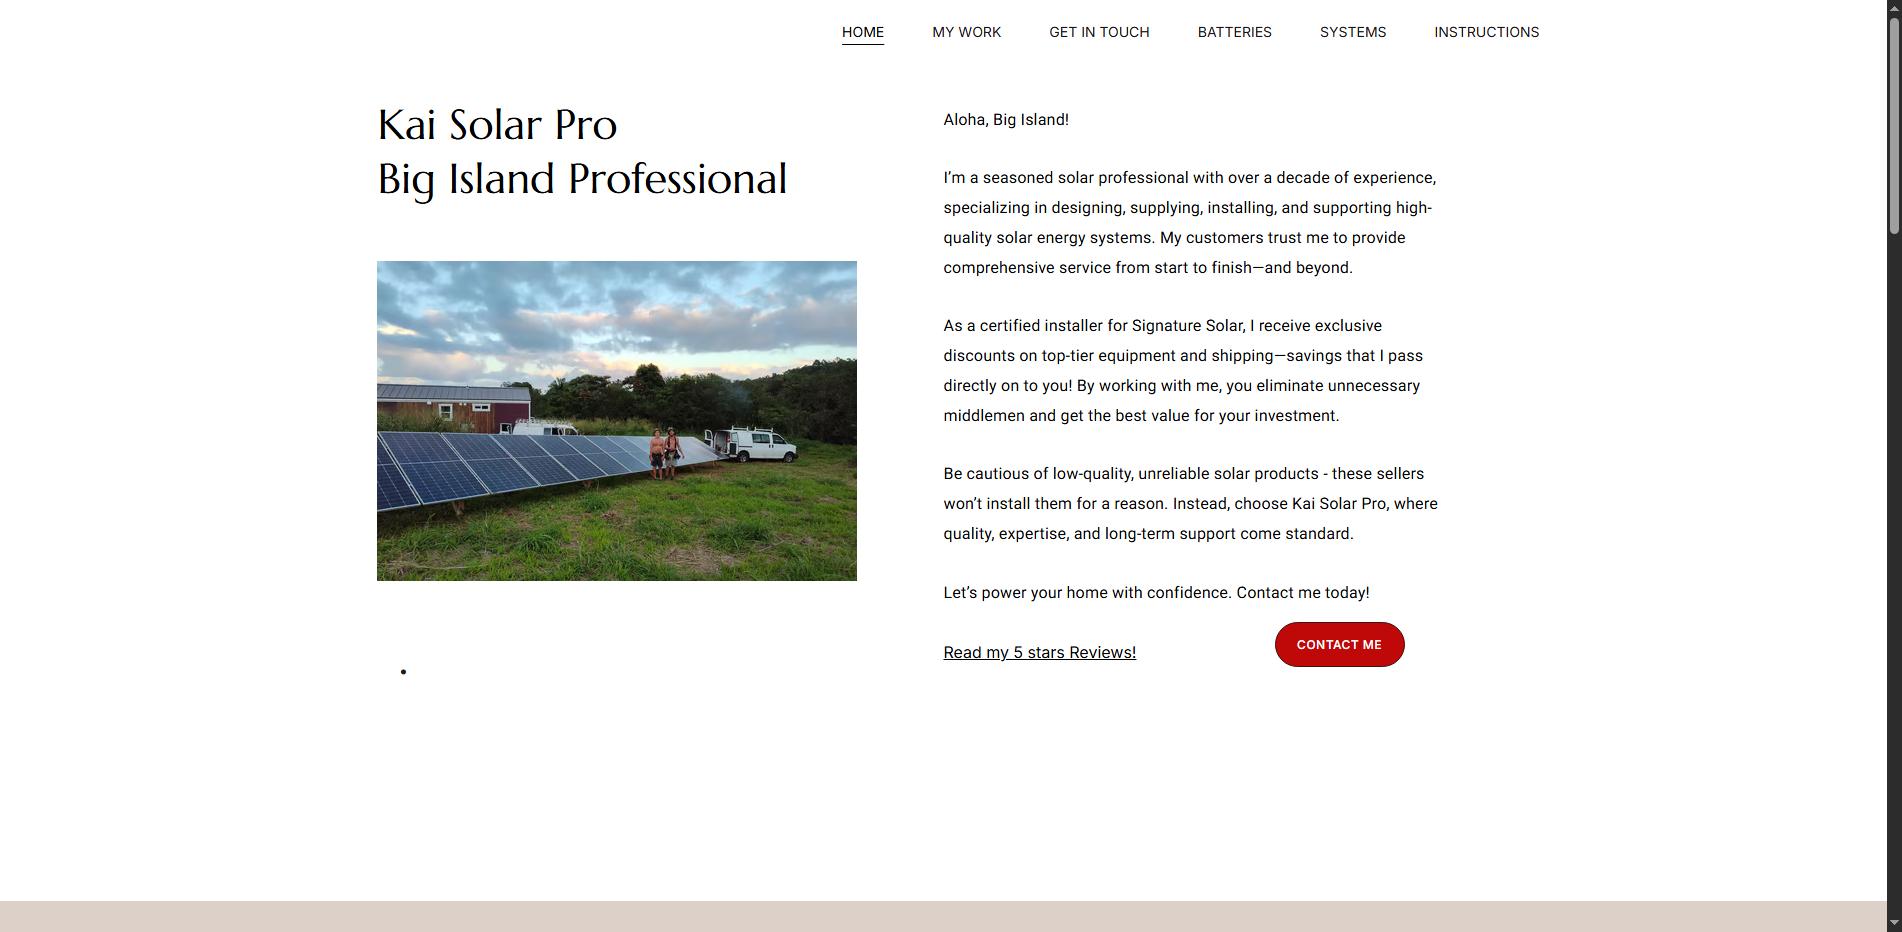 HOME
MY WORK
GET IN TOUCH
BATTERIES
SYSTEMS
INSTRUCTIONS
Kai Solar Pro
Big Island Professional
Aloha, Big Island!
I’m a seasoned solar professional with over a decade of experience,
specializing in designing, supplying, installing, and supporting high-
quality solar energy systems. My customers trust me to provide
comprehensive service from start to finish—and beyond.
As a certified installer for Signature Solar, I receive exclusive
discounts on top-tier equipment and shipping—savings that I pass
directly on to you! By working with me, you eliminate unnecessary
middlemen and get the best value for your investment.
Be cautious of low-quality, unreliable solar products - these sellers
won’t install them for a reason. Instead, choose Kai Solar Pro, where
quality, expertise, and long-term support come standard.
Let’s power your home with confidence. Contact me today!
Read my 5 stars Reviews!
CONTACT ME